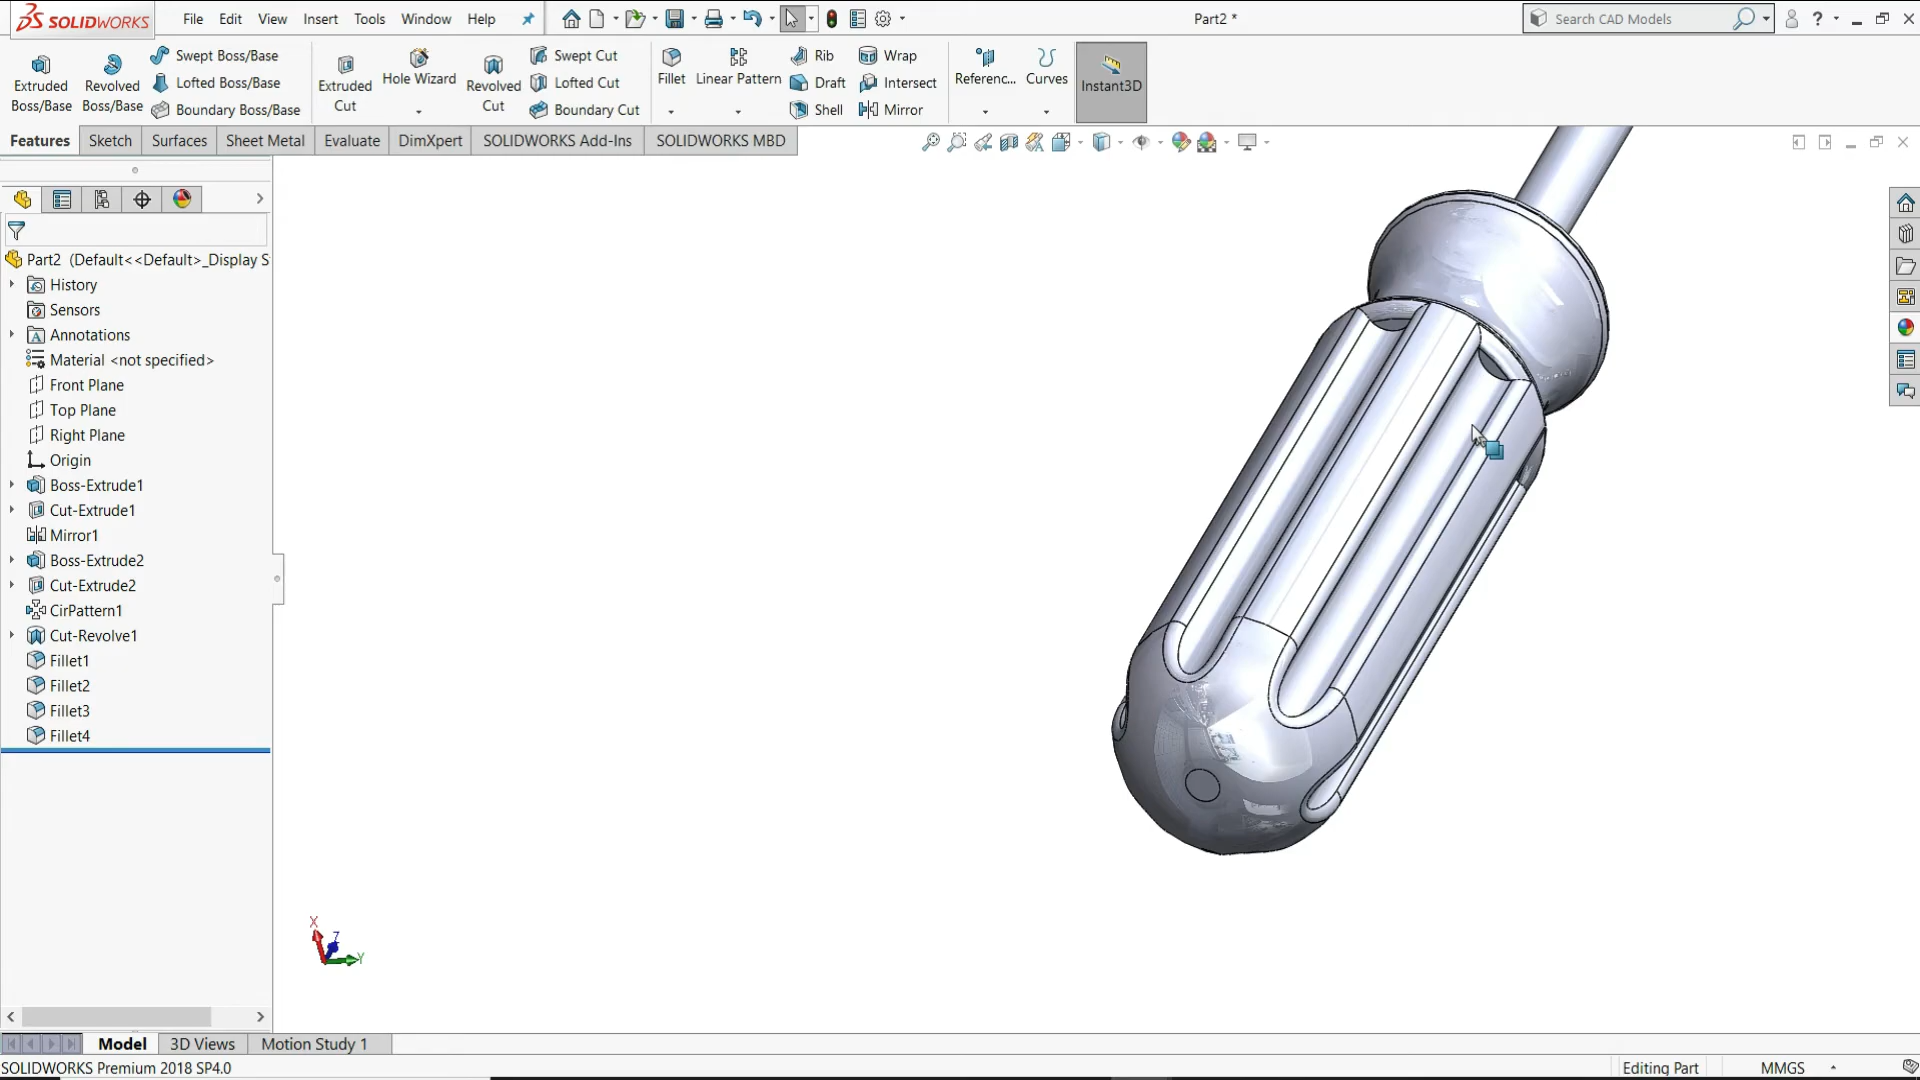 SOLIDWORKS
File Edit View Insert Tools Window Help
Part2 *
Search CAD Models
?
Extruded Boss/Base
Revolved Boss/Base
Swept Boss/Base
Lofted Boss/Base
Boundary Boss/Base
Extruded Cut
Hole Wizard
Revolved Cut
Swept Cut
Lofted Cut
Boundary Cut
Fillet
Linear Pattern
Rib
Draft
Shell
Wrap
Intersect
Mirror
Referenc...
Curves
Instant3D
Features Sketch Surfaces Sheet Metal Evaluate DimXpert SOLIDWORKS Add-Ins SOLIDWORKS MBD
Part2 (Default<<Default>_Display S
History
Sensors
Annotations
Material <not specified>
Front Plane
Top Plane
Right Plane
Origin
Boss-Extrude1
Cut-Extrude1
Mirror1
Boss-Extrude2
Cut-Extrude2
CirPattern1
Cut-Revolve1
Fillet1
Fillet2
Fillet3
Fillet4
X
Z
Y
Model 3D Views Motion Study 1
SOLIDWORKS Premium 2018 SP4.0
Editing Part MMGS